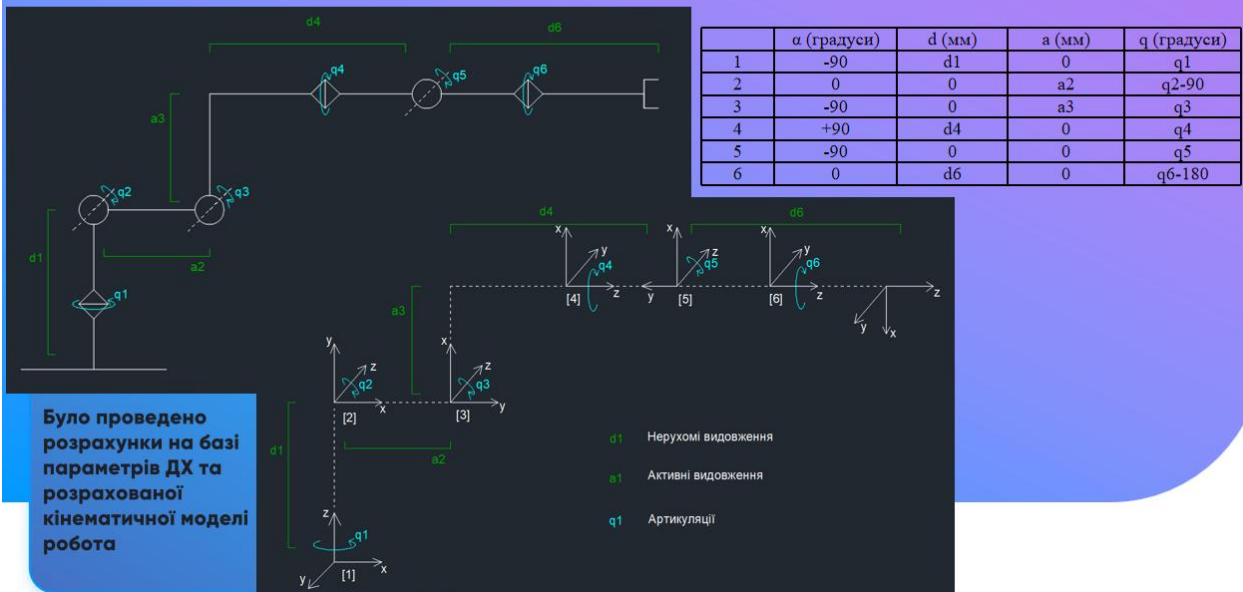 d4
d6
q4
q5
q6
a3
q2
q3
d1
a2
q1
α (градуси) d (мм) a (мм) q (градуси)
1 -90 d1 0 q1
2 0 0 a2 q2-90
3 -90 0 a3 q3
4 +90 d4 0 q4
5 -90 0 0 q5
6 0 d6 0 q6-180
d4
d6
x x x
y z y
q4 q5 q6
z y z z
[4] [5] [6]
y x
a3
y x
z z
q2 q3
x y
[2] [3]
a2
d1
z
q1
x
y [1]
d1 Нерухомі видовження
a1 Активні видовження
q1 Артикуляції
Було проведено
розрахунки на базі
параметрів ДХ та
розрахованої
кінематичної моделі
робота